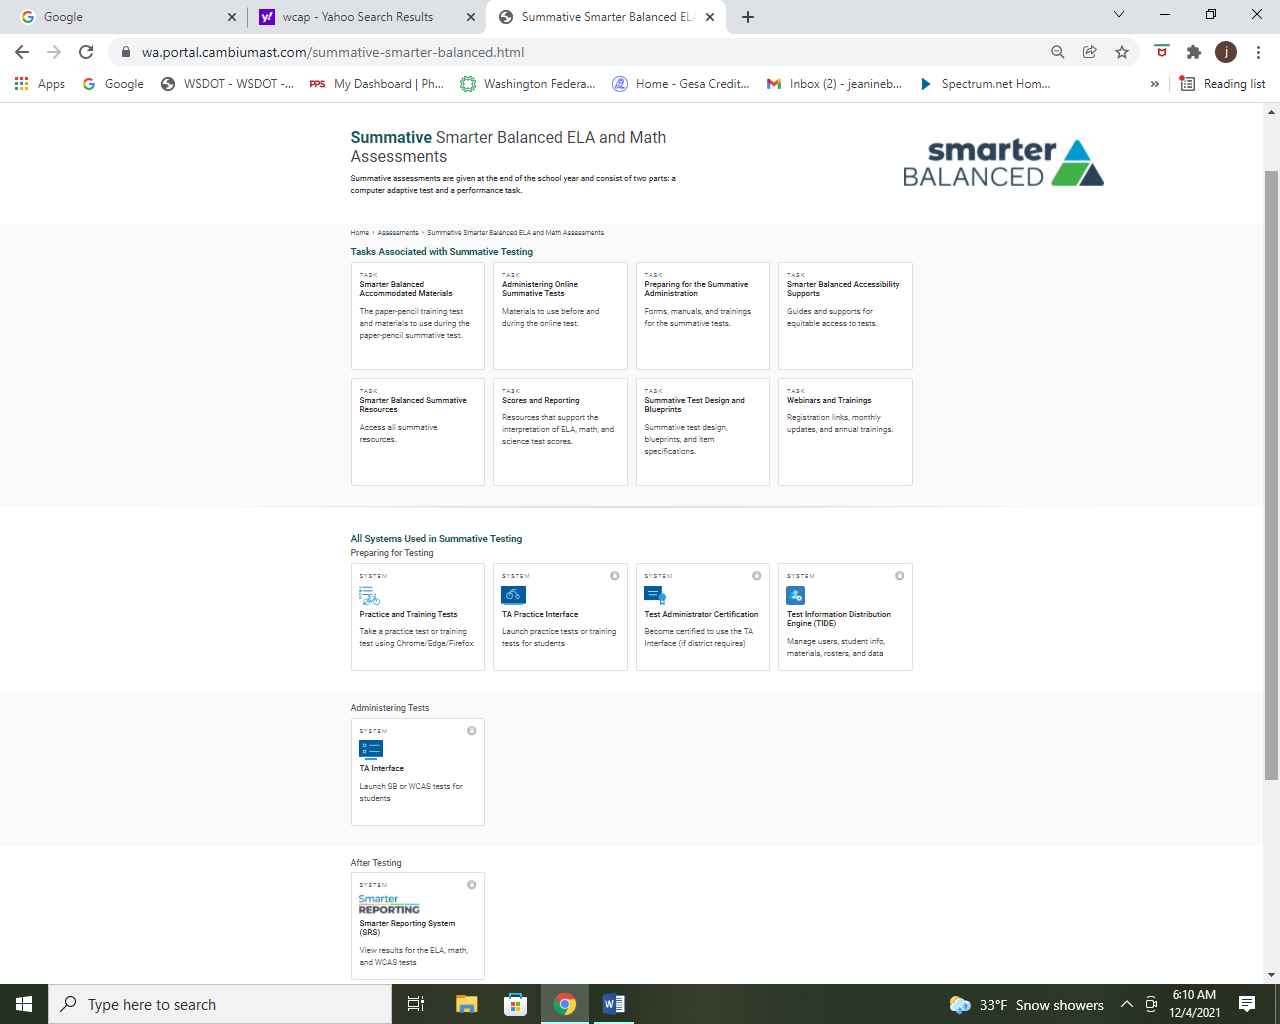 Google
wcap - Yahoo Search Results
Summative Smarter Balanced EL
wa.portal.cambiumast.com/summative-smarter-balanced.html
j
Apps
Google
WSDOT - WSDOT -...
PPS
My Dashboard | Ph...
Washington Federa...
Home - Gesa Credit...
Inbox (2) - jeanineb...
Spectrum.net Hom...
»
Reading list
Summative Smarter Balanced ELA and Math
Assessments
Summative assessments are given at the end of the school year and consist of two parts: a
computer adaptive test and a performance task.
smarter
BALANCED
Home › Assessments › Summative Smarter Balanced ELA and Math Assessments
Tasks Associated with Summative Testing
TASK
Smarter Balanced
Accommodated Materials
The paper-pencil training test
and materials to use during the
paper-pencil summative test.
TASK
Administering Online
Summative Tests
Materials to use before and
during the online test.
TASK
Preparing for the Summative
Administration
Forms, manuals, and trainings
for the summative tests.
TASK
Smarter Balanced Accessibility
Supports
Guides and supports for
equitable access to tests.
TASK
Smarter Balanced Summative
Resources
Access all summative
resources.
TASK
Scores and Reporting
Resources that support the
interpretation of ELA, math, and
science test scores.
TASK
Summative Test Design and
Blueprints
Summative test design,
blueprints, and item
specifications.
TASK
Webinars and Trainings
Registration links, monthly
updates, and annual trainings.
All Systems Used in Summative Testing
Preparing for Testing
SYSTEM
Practice and Training Tests
Take a practice test or training
test using Chrome/Edge/Firefox
SYSTEM
TA Practice Interface
Launch practice tests or training
tests for students
SYSTEM
Test Administrator Certification
Become certified to use the TA
Interface (if district requires)
SYSTEM
Test Information Distribution
Engine (TIDE)
Manage users, student info,
materials, rosters, and data
Administering Tests
SYSTEM
TA Interface
Launch SB or WCAS tests for
students
After Testing
SYSTEM
Smarter
REPORTING
Smarter Reporting System
(SRS)
View results for the ELA, math,
and WCAS tests
Type here to search
33°F Snow showers
6:10 AM
12/4/2021